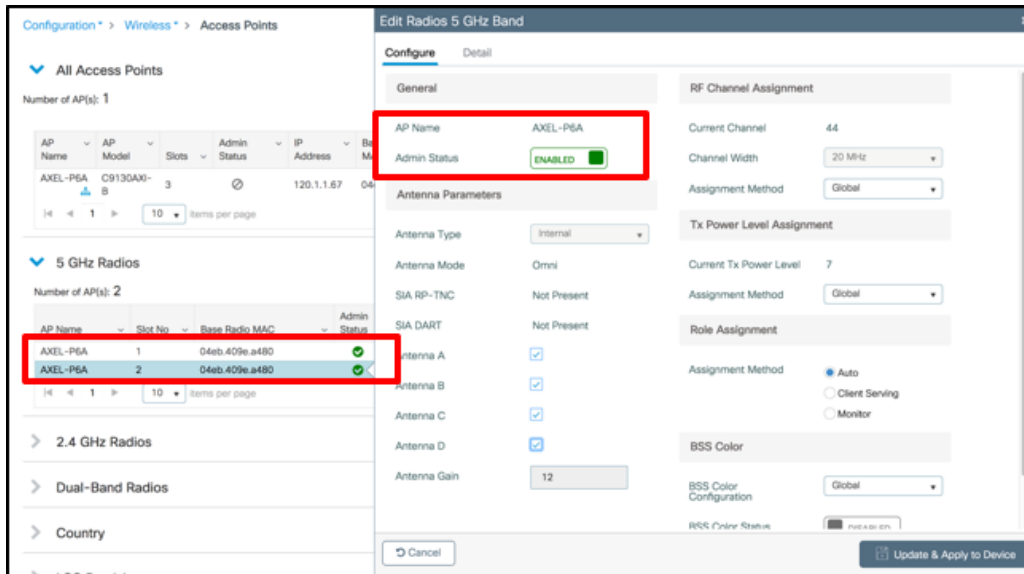 Configuration * > Wireless * > Access Points
All Access Points
Number of AP(s): 1
AP Name AP Model Slots Admin Status IP Address
AXEL-P6A C9130AXI-B 3 120.1.1.67
1 10 items per page
5 GHz Radios
Number of AP(s): 2
AP Name Slot No Base Radio MAC Admin Status
AXEL-P6A 1 04eb.409e.a480
AXEL-P6A 2 04eb.409e.a480
1 10 items per page
2.4 GHz Radios
Dual-Band Radios
Country
Edit Radios 5 GHz Band
Configure Detail
General
AP Name AXEL-P6A
Admin Status ENABLED
Antenna Parameters
Antenna Type Internal
Antenna Mode Omni
SIA RP-TNC Not Present
SIA DART Not Present
Antenna A
Antenna B
Antenna C
Antenna D
Antenna Gain 12
RF Channel Assignment
Current Channel 44
Channel Width 20 MHz
Assignment Method Global
Tx Power Level Assignment
Current Tx Power Level 7
Assignment Method Global
Role Assignment
Assignment Method Auto
Client Serving
Monitor
BSS Color
BSS Color Configuration Global
BSS Color Status DISABLED
Cancel
Update & Apply to Device